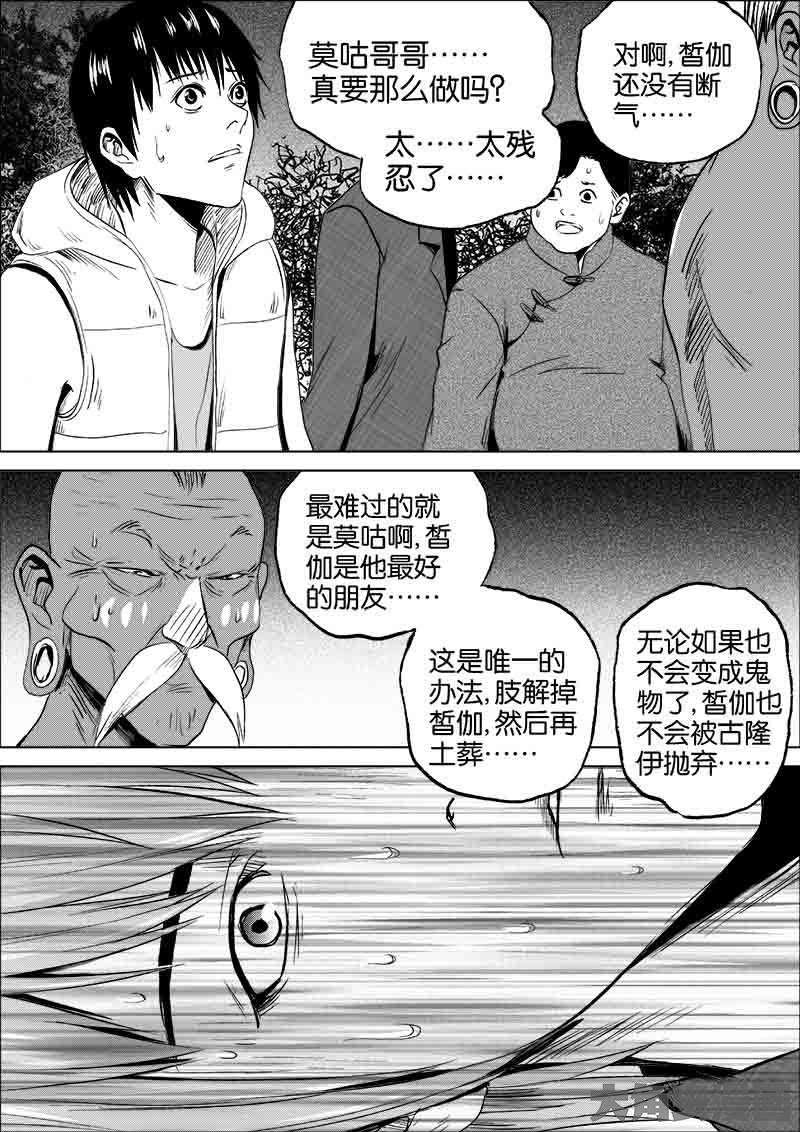 莫咕哥哥……
真要那么做吗?
太……太残
忍了……
对啊,皙伽
还没有断
气……
最难过的就
是莫咕啊,皙
伽是他最好
的朋友……
这是唯一的
办法,肢解掉
皙伽,然后再
土葬……
无论如果也
不会变成鬼
物了,皙伽也
不会被古隆
伊抛弃……